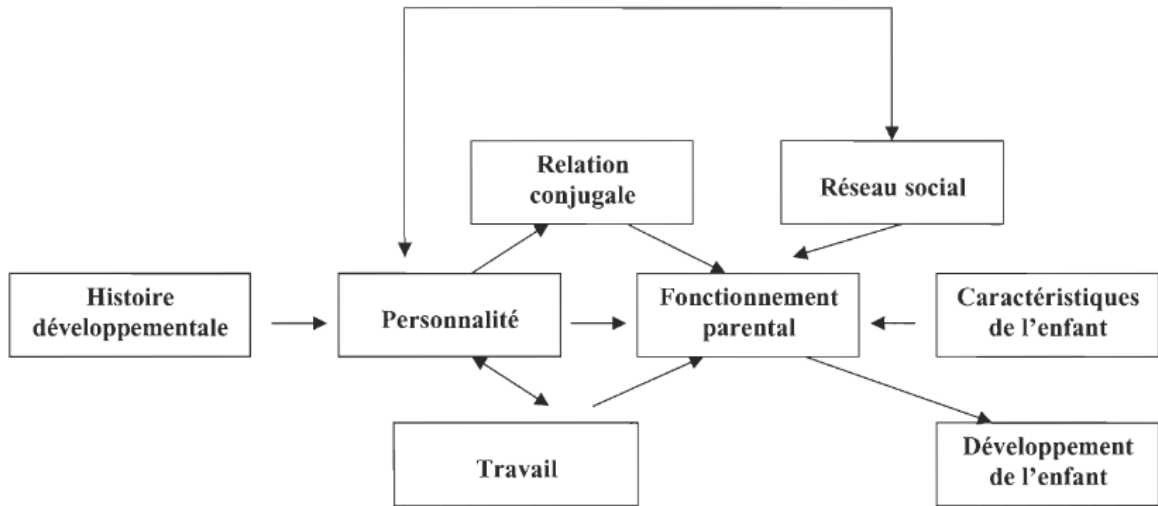 Relation
conjugale
Réseau social
Histoire
développementale
Personnalité
Fonctionnement
parental
Caractéristiques
de l'enfant
Travail
Développement
de l'enfant